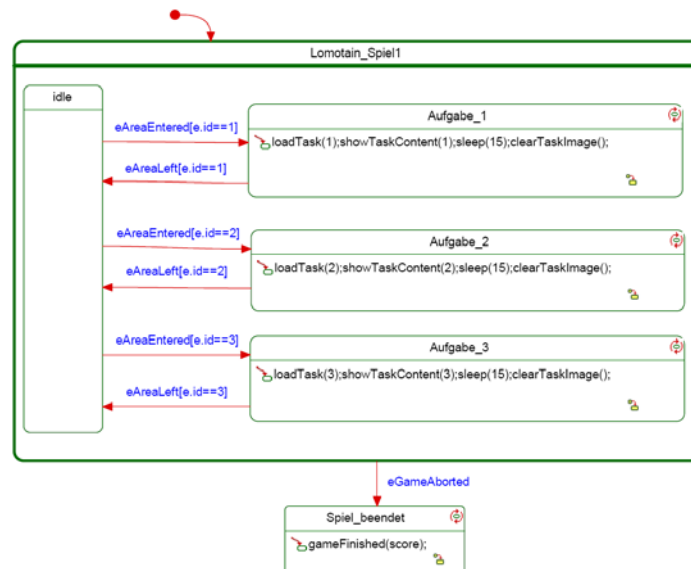 Lomotain_Spiel1
idle
eAreaEntered[e.id==1]
Aufgabe_1
loadTask(1);showTaskContent(1);sleep(15);clearTaskImage();
eAreaLeft[e.id==1]
eAreaEntered[e.id==2]
Aufgabe_2
loadTask(2);showTaskContent(2);sleep(15);clearTaskImage();
eAreaLeft[e.id==2]
eAreaEntered[e.id==3]
Aufgabe_3
loadTask(3);showTaskContent(3);sleep(15);clearTaskImage();
eAreaLeft[e.id==3]
eGameAborted
Spiel_beendet
gameFinished(score);